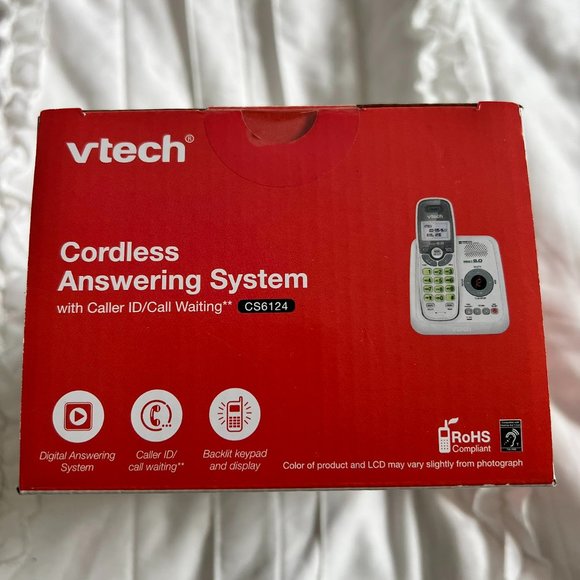 vtech®
Cordless
Answering System
with Caller ID/Call Waiting** CS6124
vtech
Digital Answering
System
Caller ID/
call waiting**
Backlit keypad
and display
RoHS
Compliant
Color of product and LCD may vary slightly from photograph